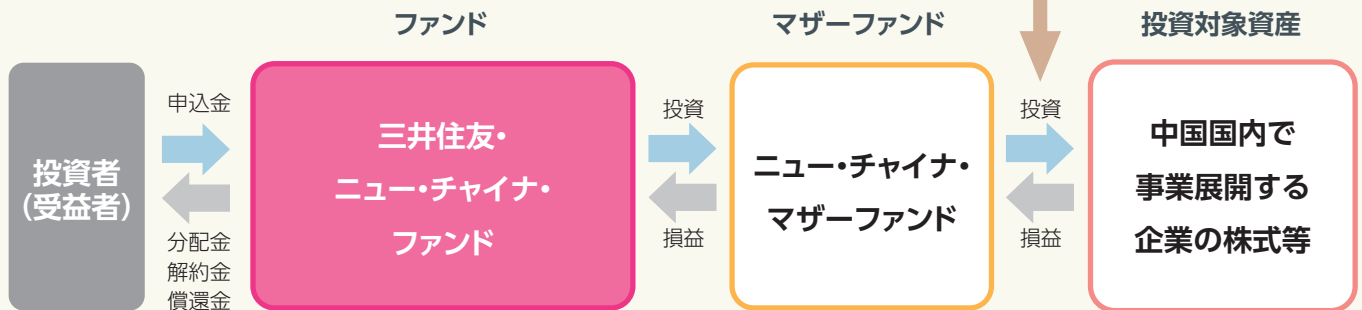 ファンド
マザーファンド
投資対象資産
投資者
（受益者）
申込金
分配金
解約金
償還金
三井住友・
ニュー・チャイナ・
ファンド
投資
損益
ニュー・チャイナ・
マザーファンド
投資
損益
中国国内で
事業展開する
企業の株式等